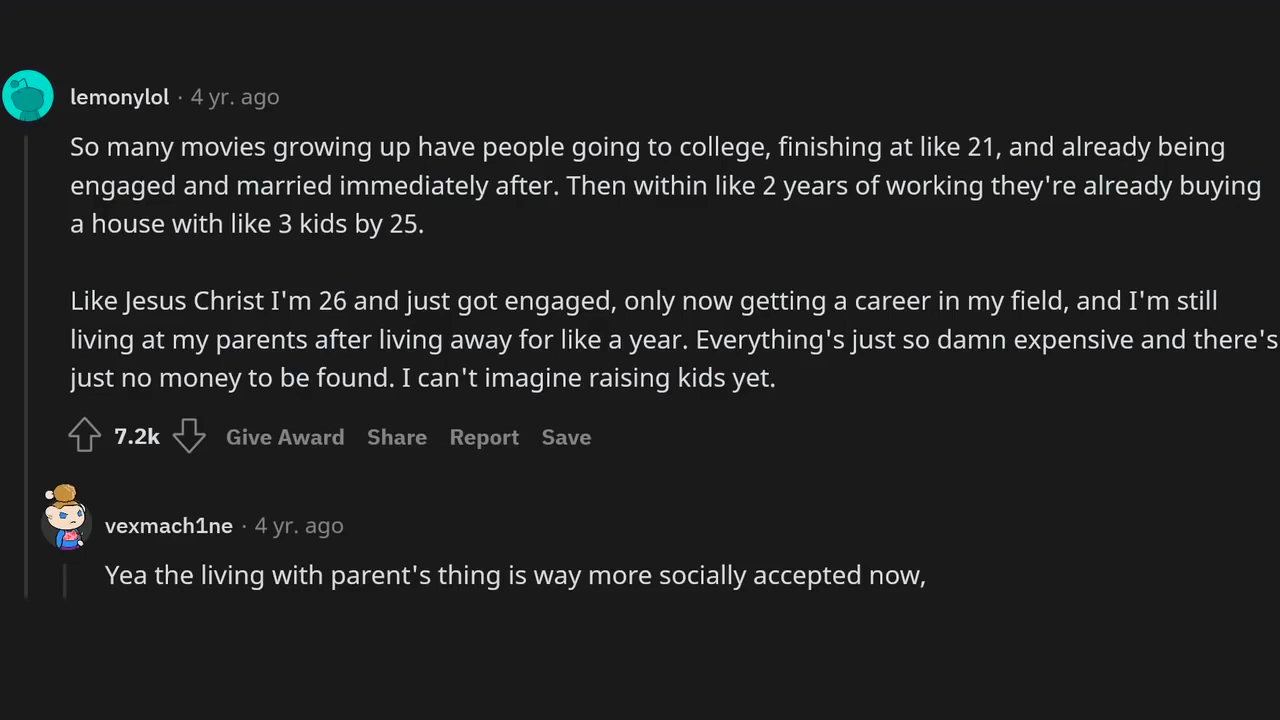 lemonylol · 4 yr. ago
So many movies growing up have people going to college, finishing at like 21, and already being
engaged and married immediately after. Then within like 2 years of working they're already buying
a house with like 3 kids by 25.
Like Jesus Christ I'm 26 and just got engaged, only now getting a career in my field, and I'm still
living at my parents after living away for like a year. Everything's just so damn expensive and there's
just no money to be found. I can't imagine raising kids yet.
7.2k Give Award Share Report Save
vexmach1ne · 4 yr. ago
Yea the living with parent's thing is way more socially accepted now,